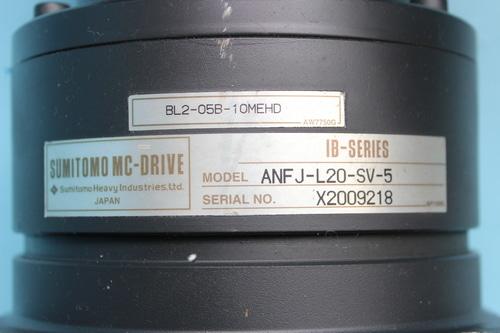 BL2-05B-10MEHD
AW775DG
SUMITOMO MC-DRIVE
Sumitomo Heavy Industries.Ltd.
JAPAN
IB-SERIES
MODEL ANFJ-L20-SV-5
SERIAL NO. X2009218